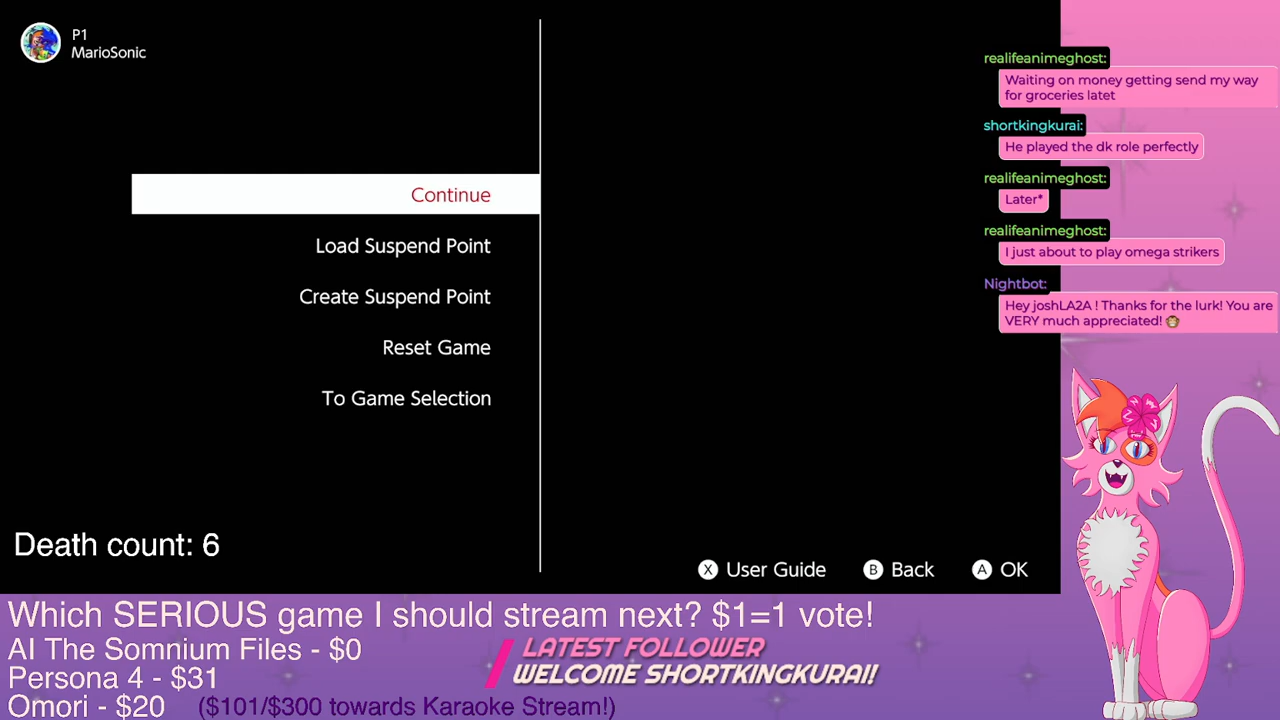 P1
MarioSonic
Continue
Load Suspend Point
Create Suspend Point
Reset Game
To Game Selection
X User Guide
B Back
A OK
Death count: 6
realifeanimeghost:
Waiting on money getting send my way
for groceries latet
shortkingkurai:
He played the dk role perfectly
realifeanimeghost:
Later*
realifeanimeghost:
I just about to play omega strikers
Nightbot:
Hey joshLA2A ! Thanks for the lurk! You are
VERY much appreciated!
Which SERIOUS game I should stream next? $1=1 vote!
AI The Somnium Files - $0
Persona 4 - $31
Omori - $20
($101/$300 towards Karaoke Stream!)
LATEST FOLLOWER
WELCOME SHORTKINGKURAI!